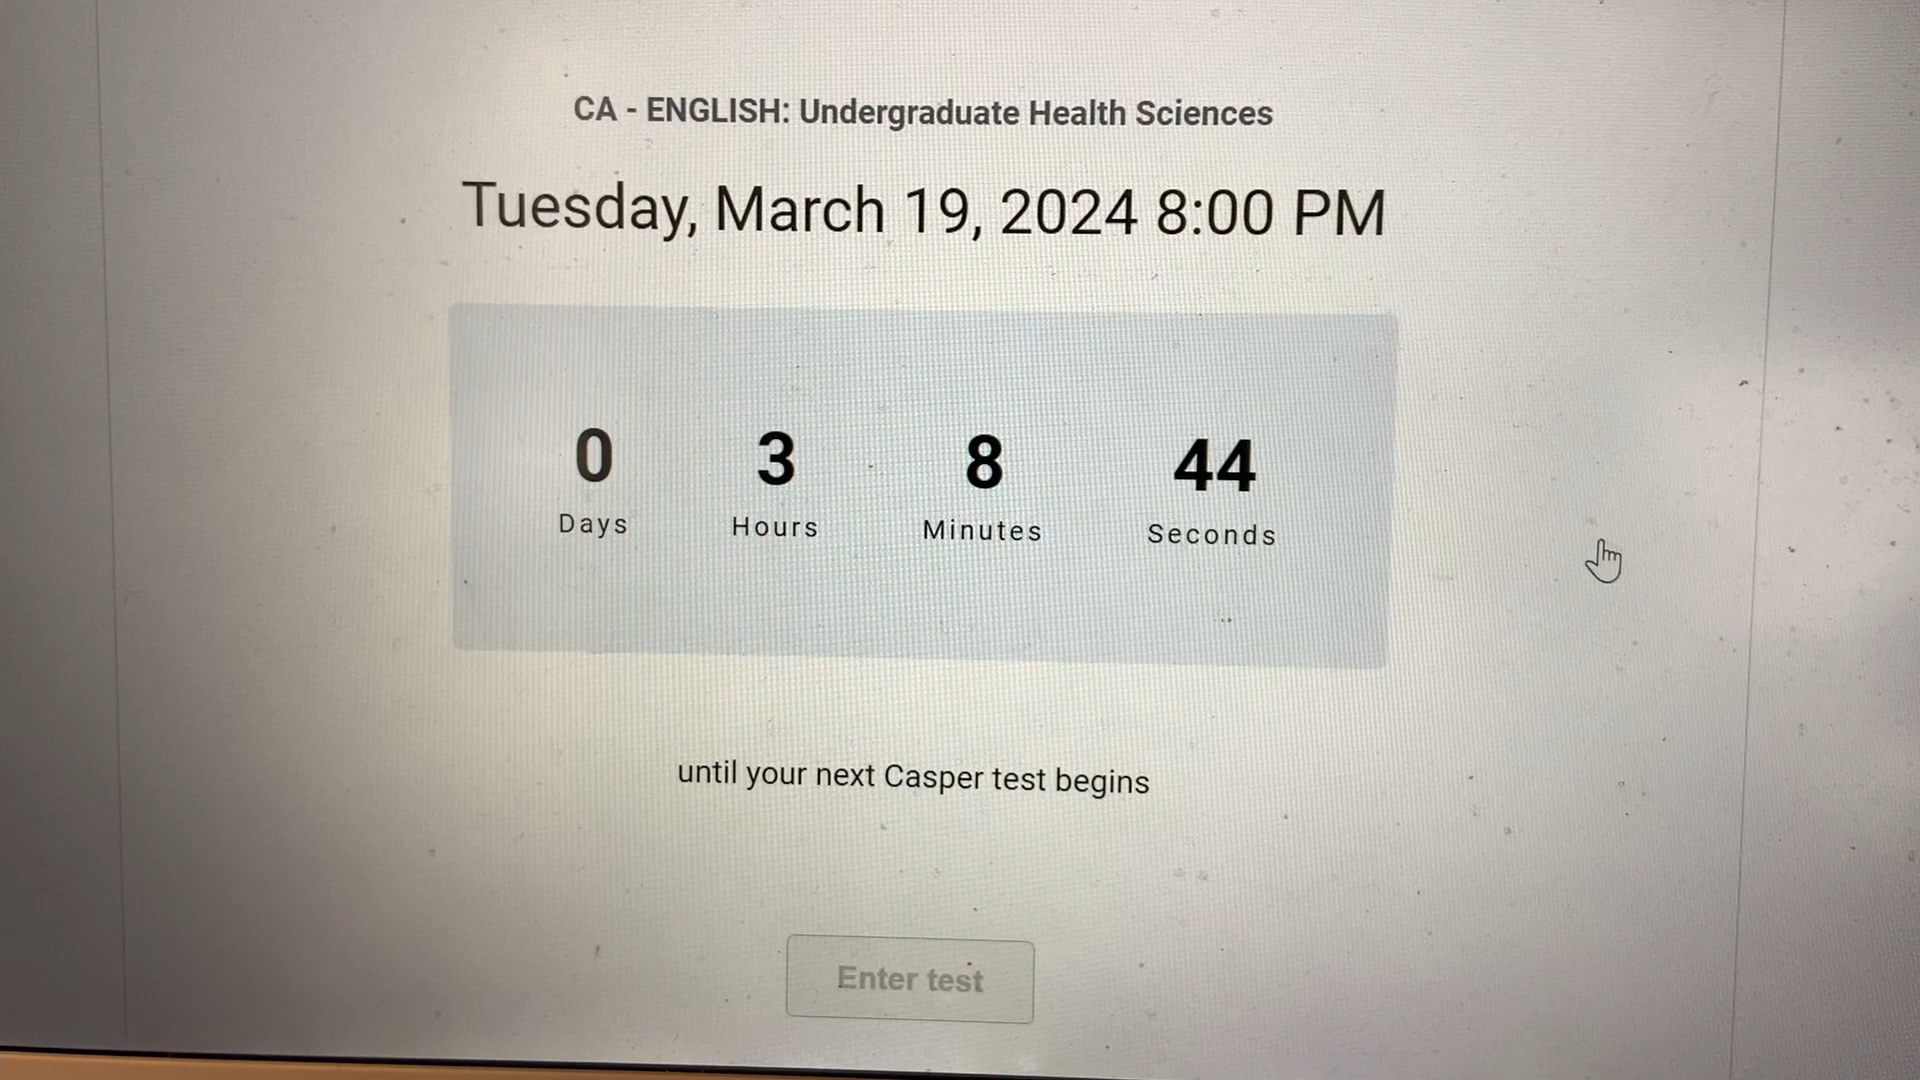 CA - ENGLISH: Undergraduate Health Sciences
Tuesday, March 19, 2024 8:00 PM
0 3 8 44
Days Hours Minutes Seconds
until your next Casper test begins
Enter test